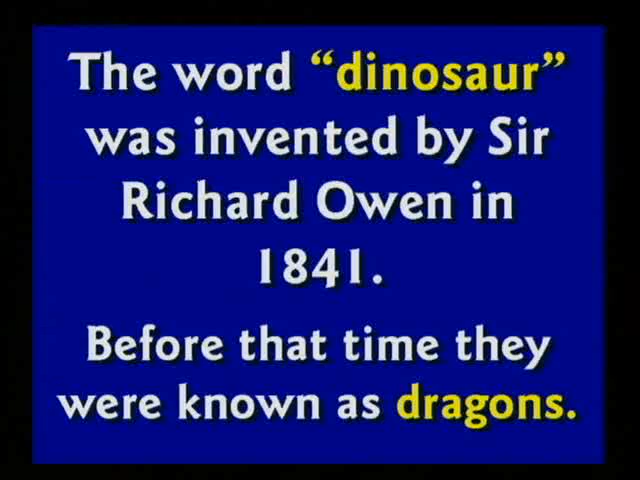 The word “dinosaur”
was invented by Sir
Richard Owen in
1841.
Before that time they
were known as dragons.